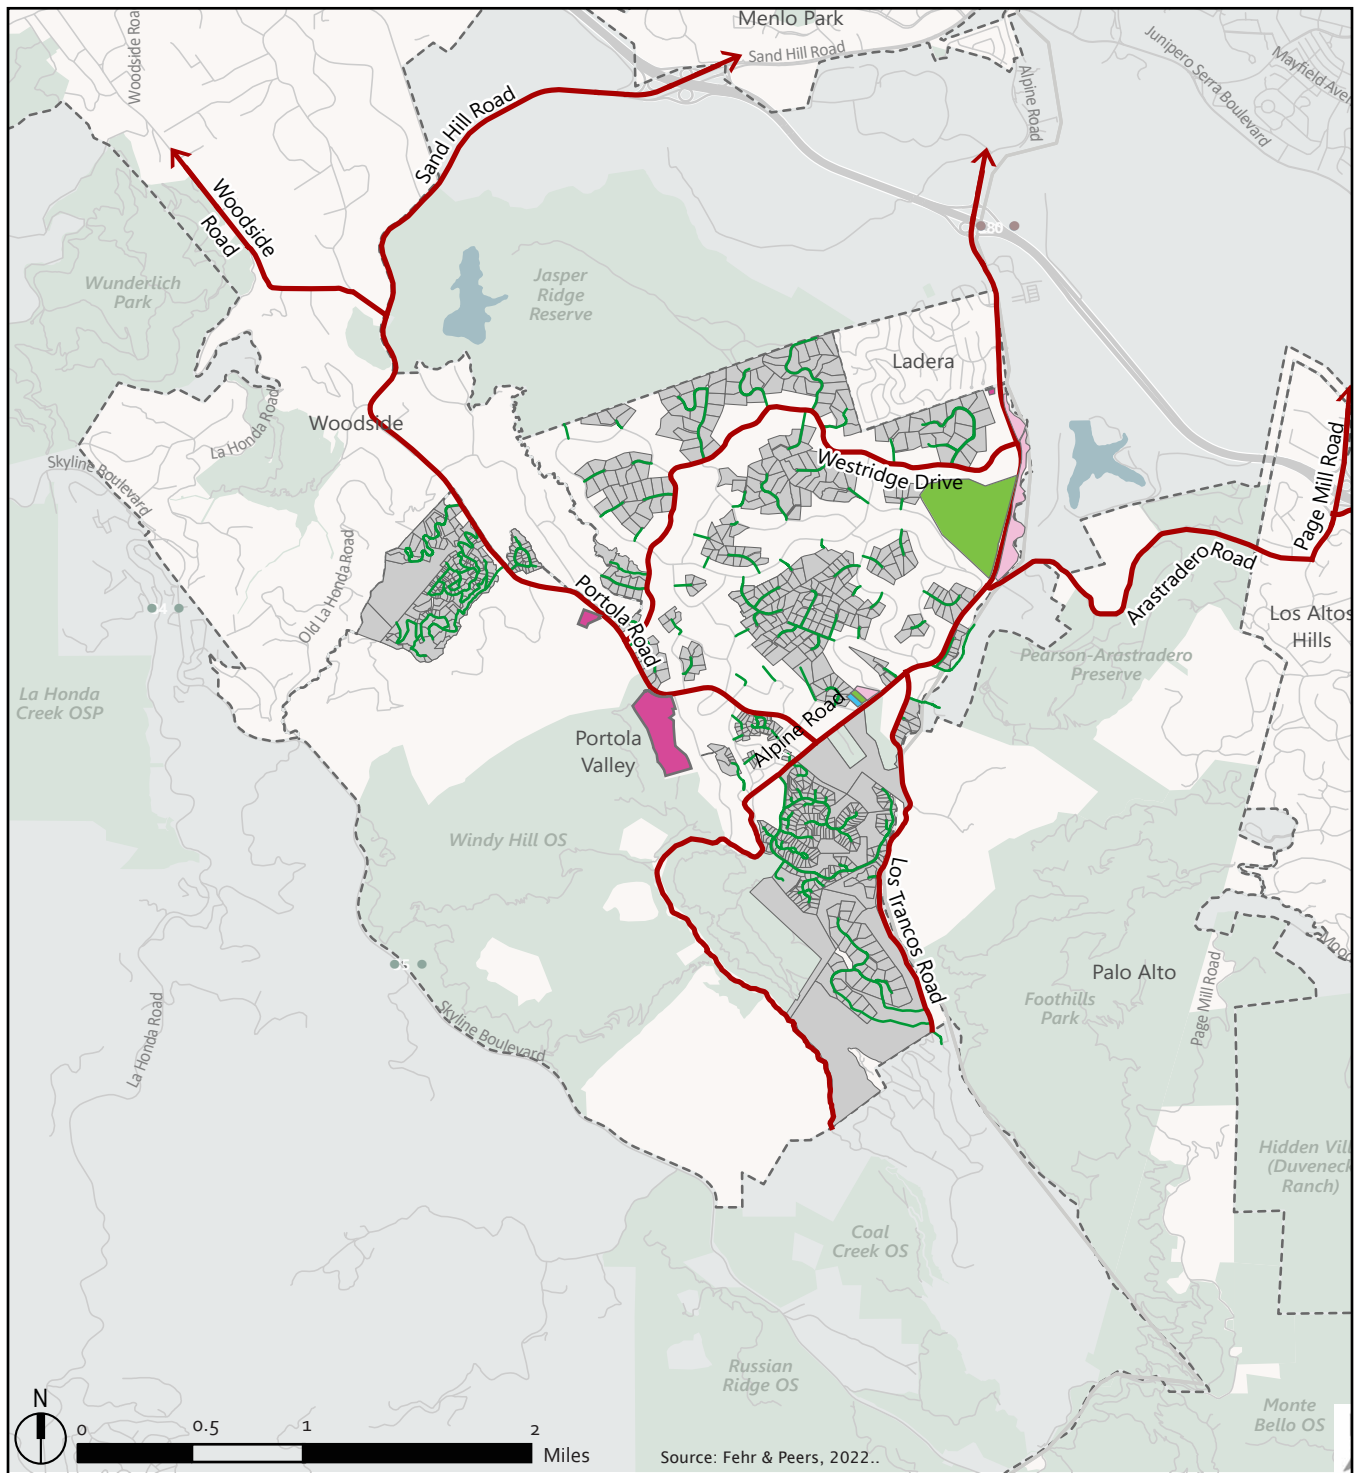 Menlo Park
Sand Hill Road
Woodside Roa
Junipero Serra Boulevard
Mayfield Aven
Alpine Road
Sand Hill Road
Woodside
Road
Wunderlich
Park
Jasper
Ridge
Reserve
Ladera
La Honda Road
Woodside
Skyline Boulevard
Westridge Drive
Page Mill Road
Old La Honda Road
Portola Road
Arastradero Road
Los Altos
Hills
Pearson-Arastradero
Preserve
La Honda
Creek OSP
Portola
Valley
Alpine Road
Windy Hill OS
Los Trancos Road
Palo Alto
Foothills
Park
Page Mill Road
Moo
La Honda Road
Skyline Boulevard
Hidden Vill
(Duveneck
Ranch)
Coal
Creek OS
Russian
Ridge OS
Monte
Bello OS
N
0 0.5 1 2
Miles
Source: Fehr & Peers, 2022..